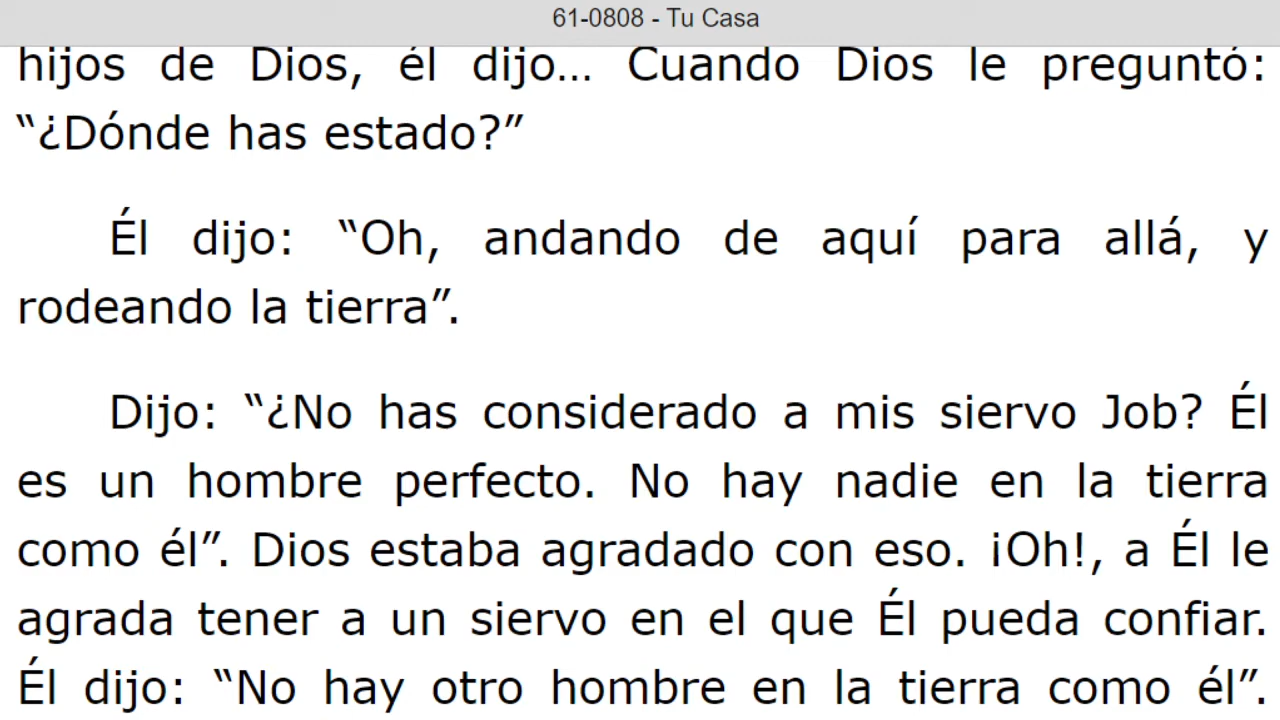 61-0808 - Tu Casa
hijos de Dios, él dijo… Cuando Dios le preguntó:
“¿Dónde has estado?”
Él dijo: “Oh, andando de aquí para allá, y
rodeando la tierra”.
Dijo: “¿No has considerado a mis siervo Job? Él
es un hombre perfecto. No hay nadie en la tierra
como él”. Dios estaba agradado con eso. ¡Oh!, a Él le
agrada tener a un siervo en el que Él pueda confiar.
Él dijo: “No hay otro hombre en la tierra como él”.